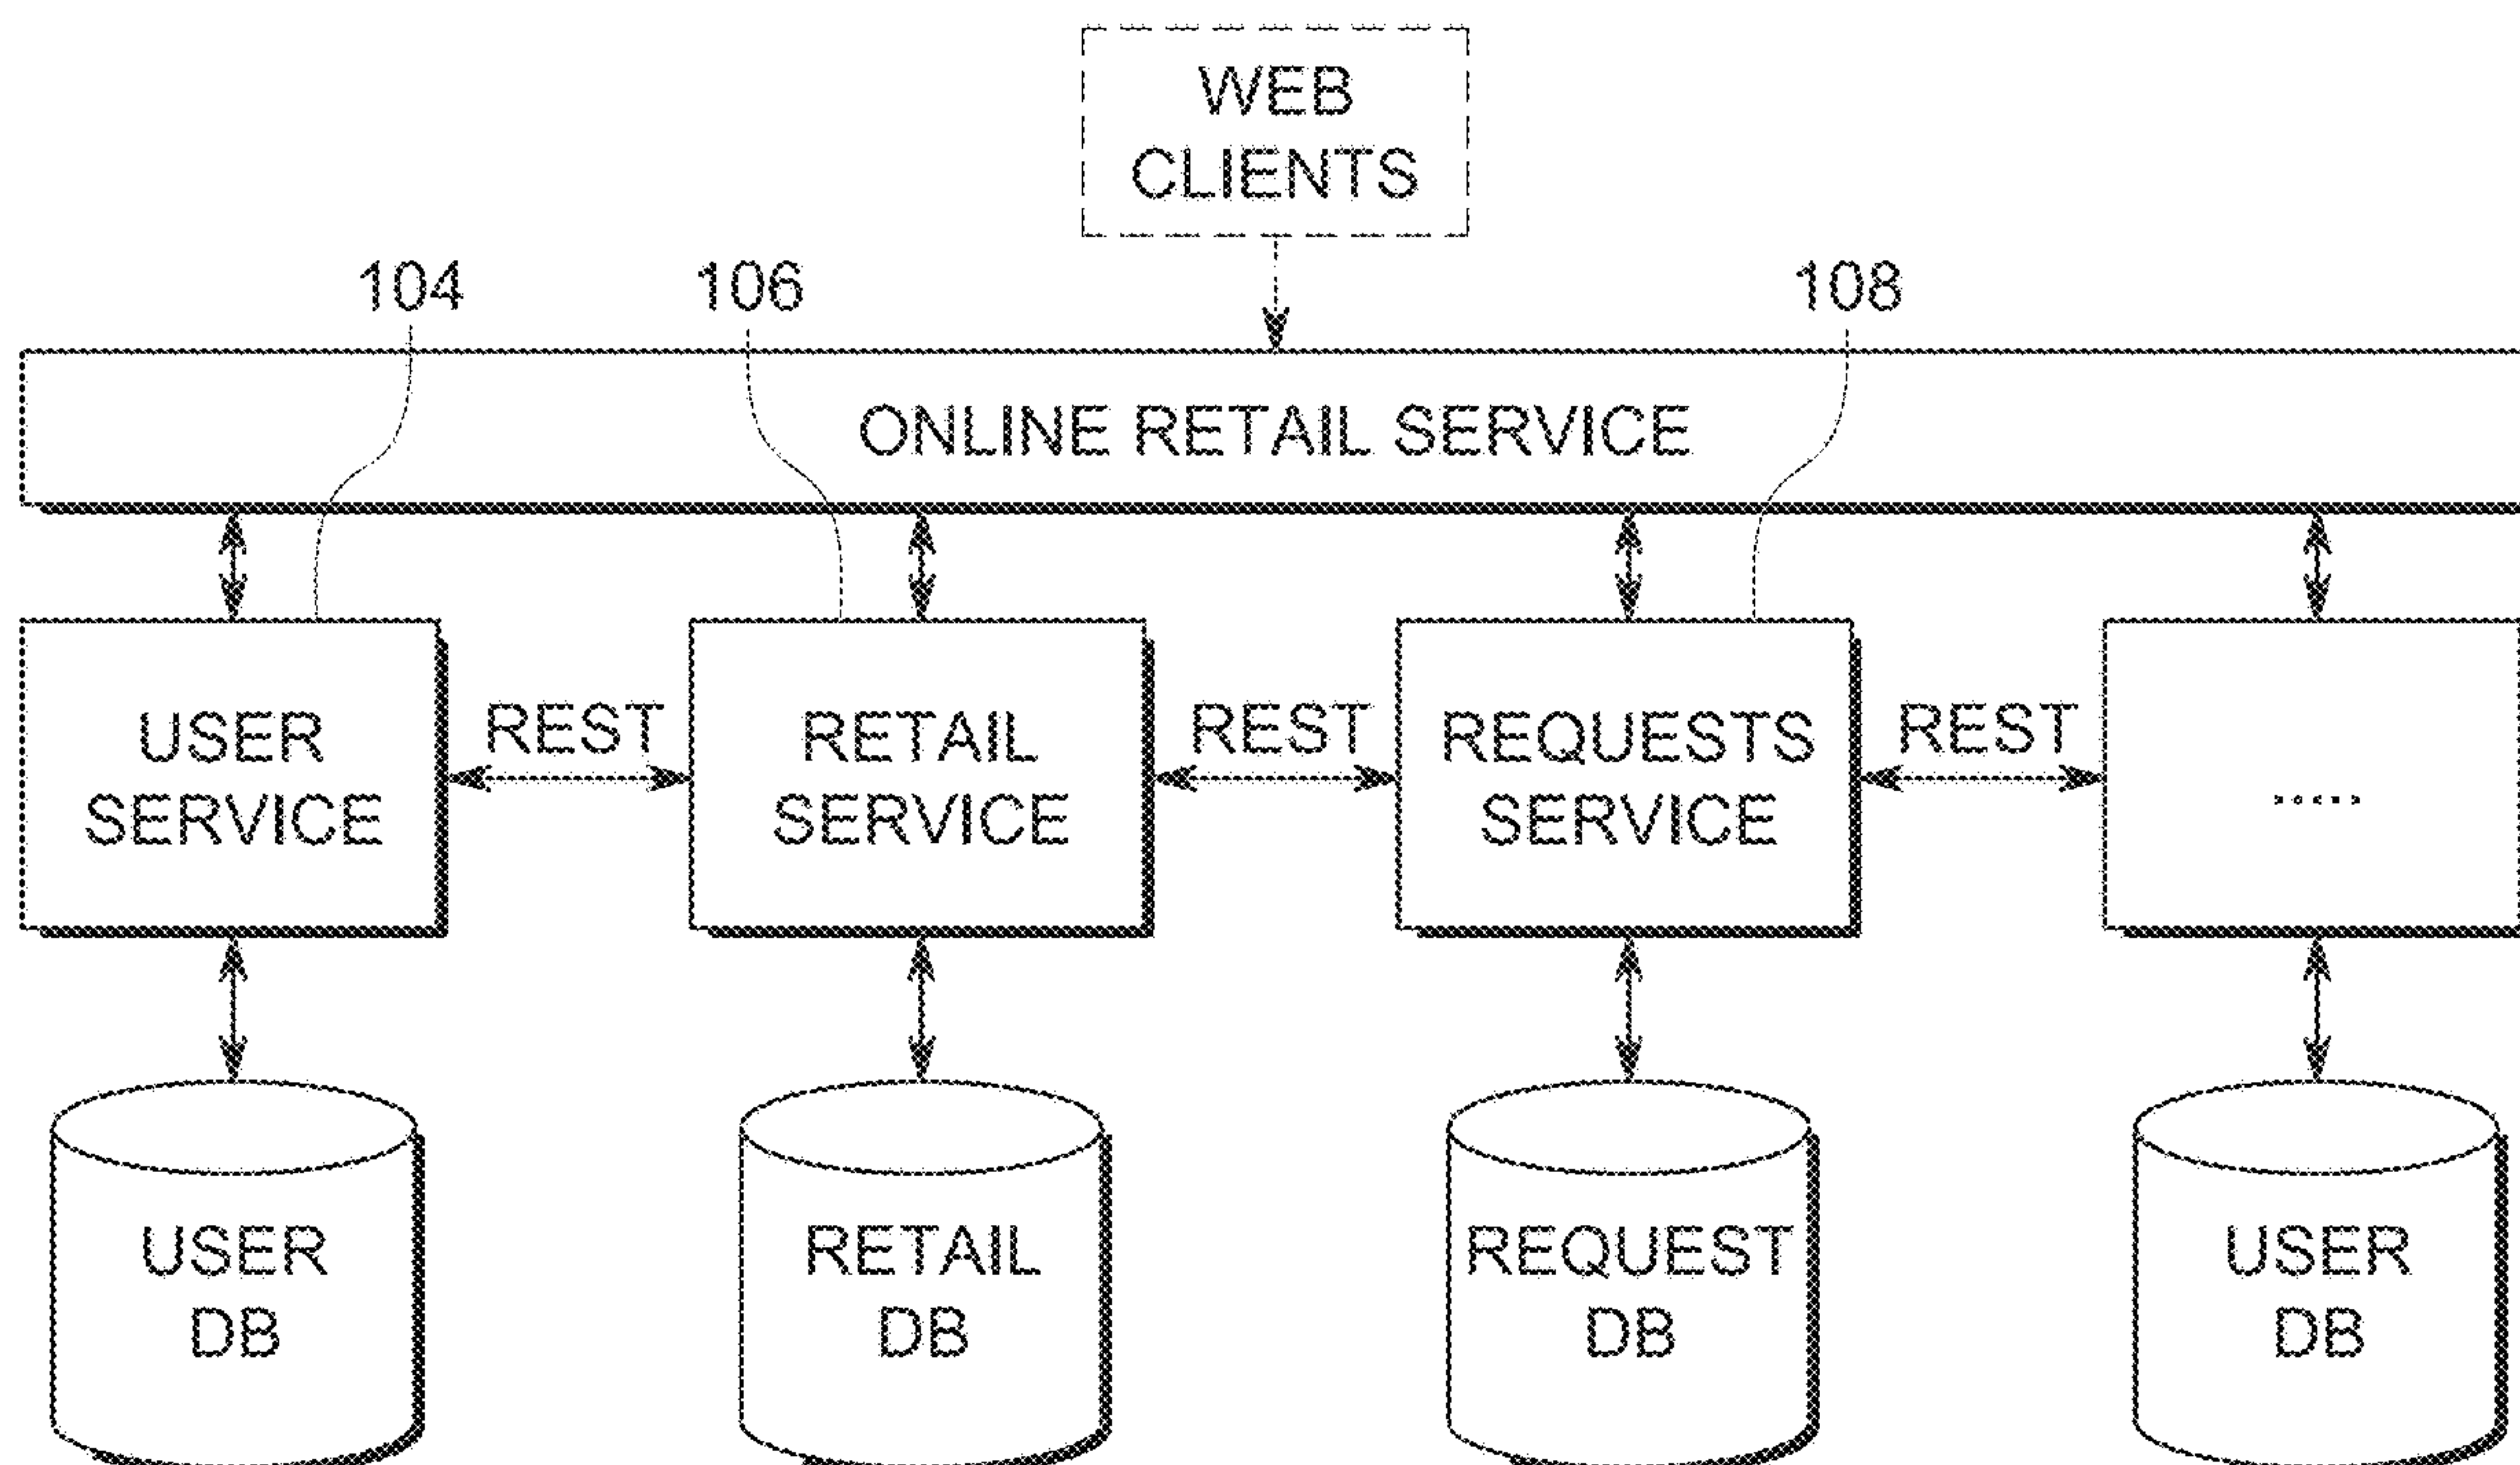 WEB
CLIENTS
104
106
108
ONLINE RETAIL SERVICE
USER
SERVICE
REST
RETAIL
SERVICE
REST
REQUESTS
SERVICE
REST
.....
USER
DB
RETAIL
DB
REQUEST
DB
USER
DB